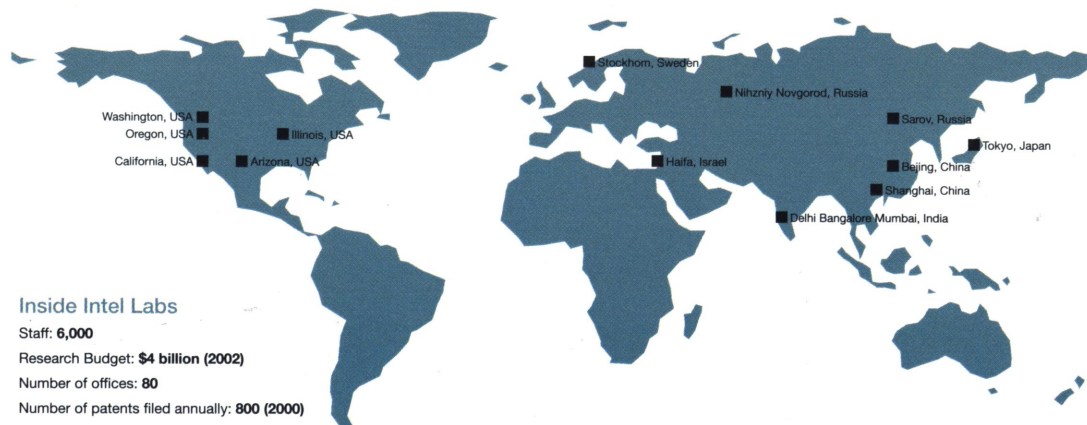 Stockhom, Sweden
Nihzniy Novgorod, Russia
Washington, USA
Sarov, Russia
Oregon, USA
Illinois, USA
Tokyo, Japan
California, USA
Arizona, USA
Haifa, Israel
Bejing, China
Shanghai, China
Delhi Bangalore Mumbai, India
Inside Intel Labs
Staff: 6,000
Research Budget: $4 billion (2002)
Number of offices: 80
Number of patents filed annually: 800 (2000)